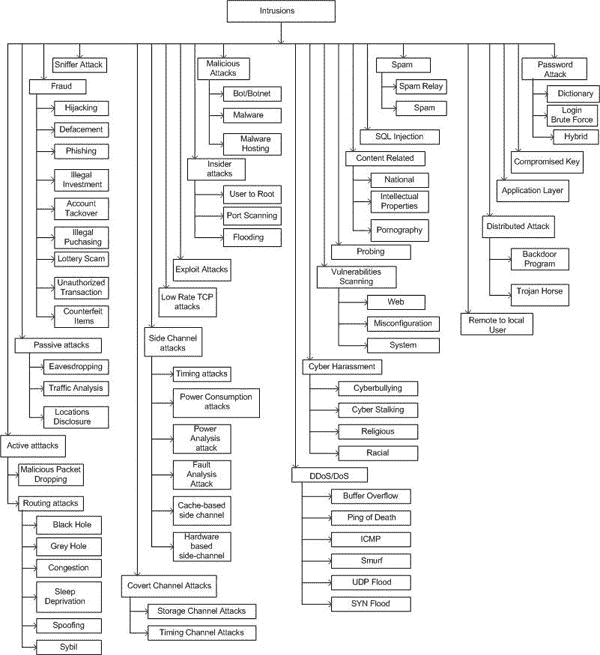 Intrusions
Sniffer Attack
Fraud
Hijacking
Defacement
Phishing
Illegal
Investment
Account
Tackover
Illegal
Puchasing
Lottery Scam
Unauthorized
Transaction
Counterfeit
Items
Passive attacks
Eavesdropping
Traffic Analysis
Locations
Disclosure
Active atttacks
Malicious Packet
Dropping
Routing attacks
Black Hole
Grey Hole
Congestion
Sleep
Deprivation
Spoofing
Sybil
Malicious
Attacks
Bot/Botnet
Malware
Malware
Hosting
Insider
attacks
User to Root
Port Scanning
Flooding
Exploit Attacks
Low Rate TCP
attacks
Side Channel
attacks
Timing attacks
Power Consumption
attacks
Power
Analysis
attack
Fault
Analysis
Attack
Cache-based
side channel
Hardware
based
side-channel
Covert Channel Attacks
Storage Channel Attacks
Timing Channel Attacks
Spam
Spam Relay
Spam
SQL Injection
Content Related
National
Intellectual
Properties
Pornography
Probing
Vulnerabilities
Scanning
Web
Misconfiguration
System
Cyber Harassment
Cyberbullying
Cyber Stalking
Religious
Racial
DDoS/DoS
Buffer Overflow
Ping of Death
ICMP
Smurf
UDP Flood
SYN Flood
Password
Attack
Dictionary
Login
Brute Force
Hybrid
Compromised Key
Application Layer
Distributed Attack
Backdoor
Program
Trojan Horse
Remote to local
User